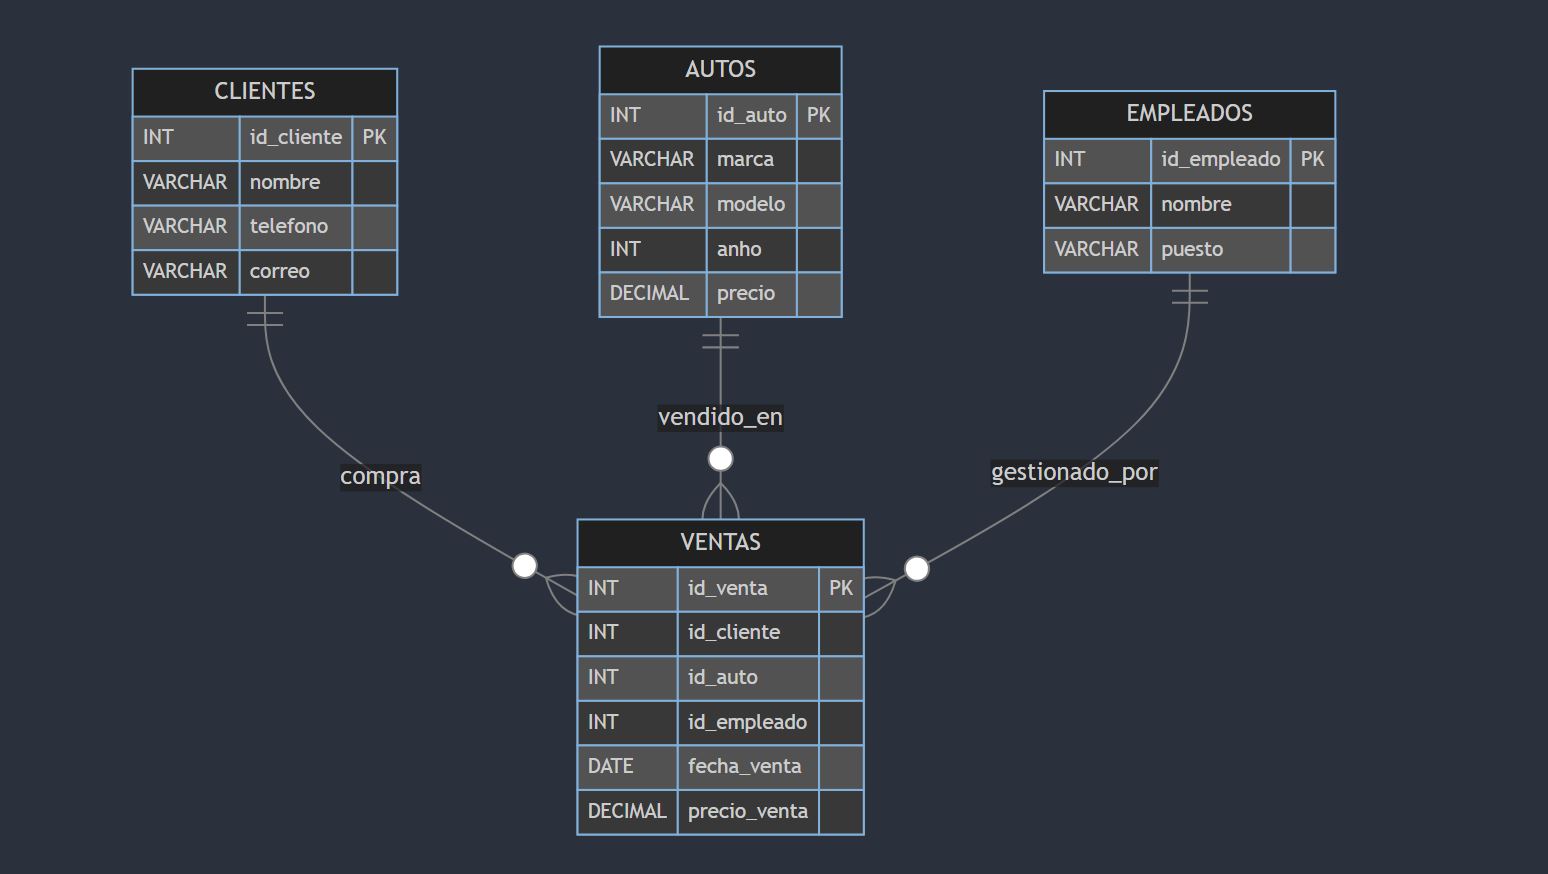 CLIENTES
INT id_cliente PK
VARCHAR nombre
VARCHAR telefono
VARCHAR correo
AUTOS
INT id_auto PK
VARCHAR marca
VARCHAR modelo
INT anho
DECIMAL precio
EMPLEADOS
INT id_empleado PK
VARCHAR nombre
VARCHAR puesto
compra
vendido_en
gestionado_por
VENTAS
INT id_venta PK
INT id_cliente
INT id_auto
INT id_empleado
DATE fecha_venta
DECIMAL precio_venta